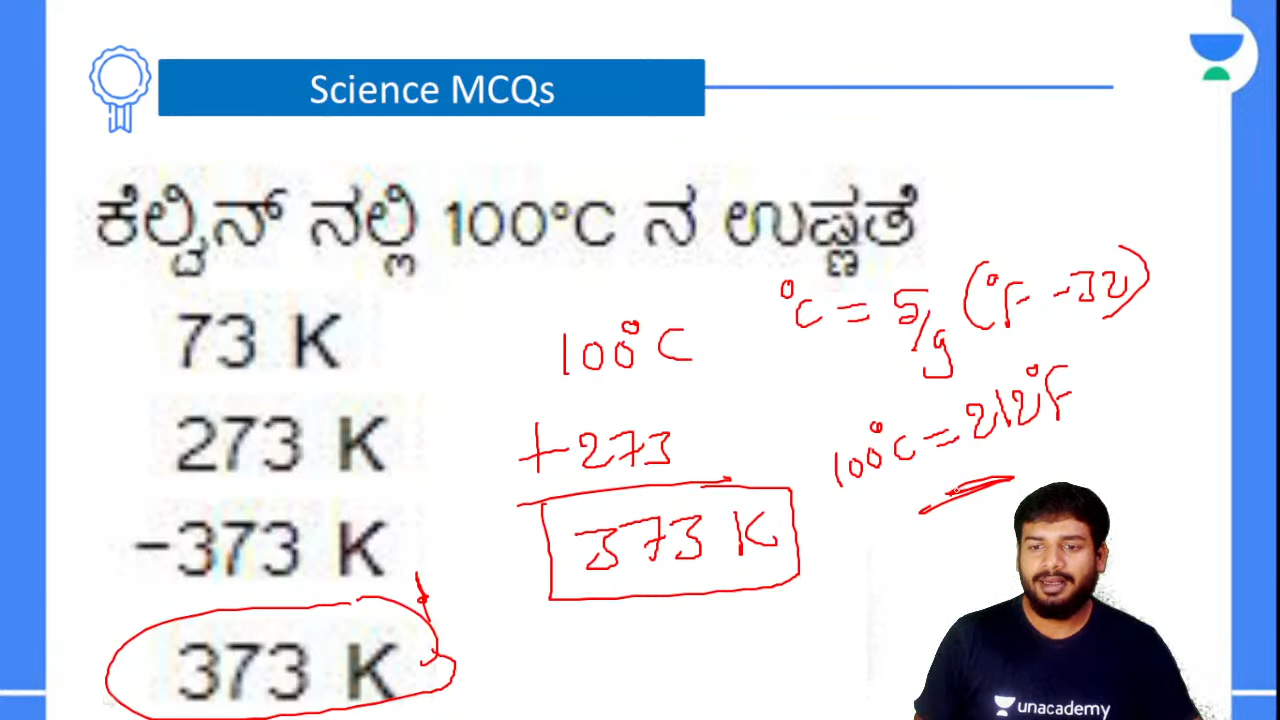 Science MCQs
ಕೆಲ್ವಿನ್ ನಲ್ಲಿ 100°C ನ ಉಷ್ಣತೆ
73 K
273 K
-373 K
373 K
100°C
+273
373 K
°C = 5/9 (°F -32)
100°C = 212°F
unacademy